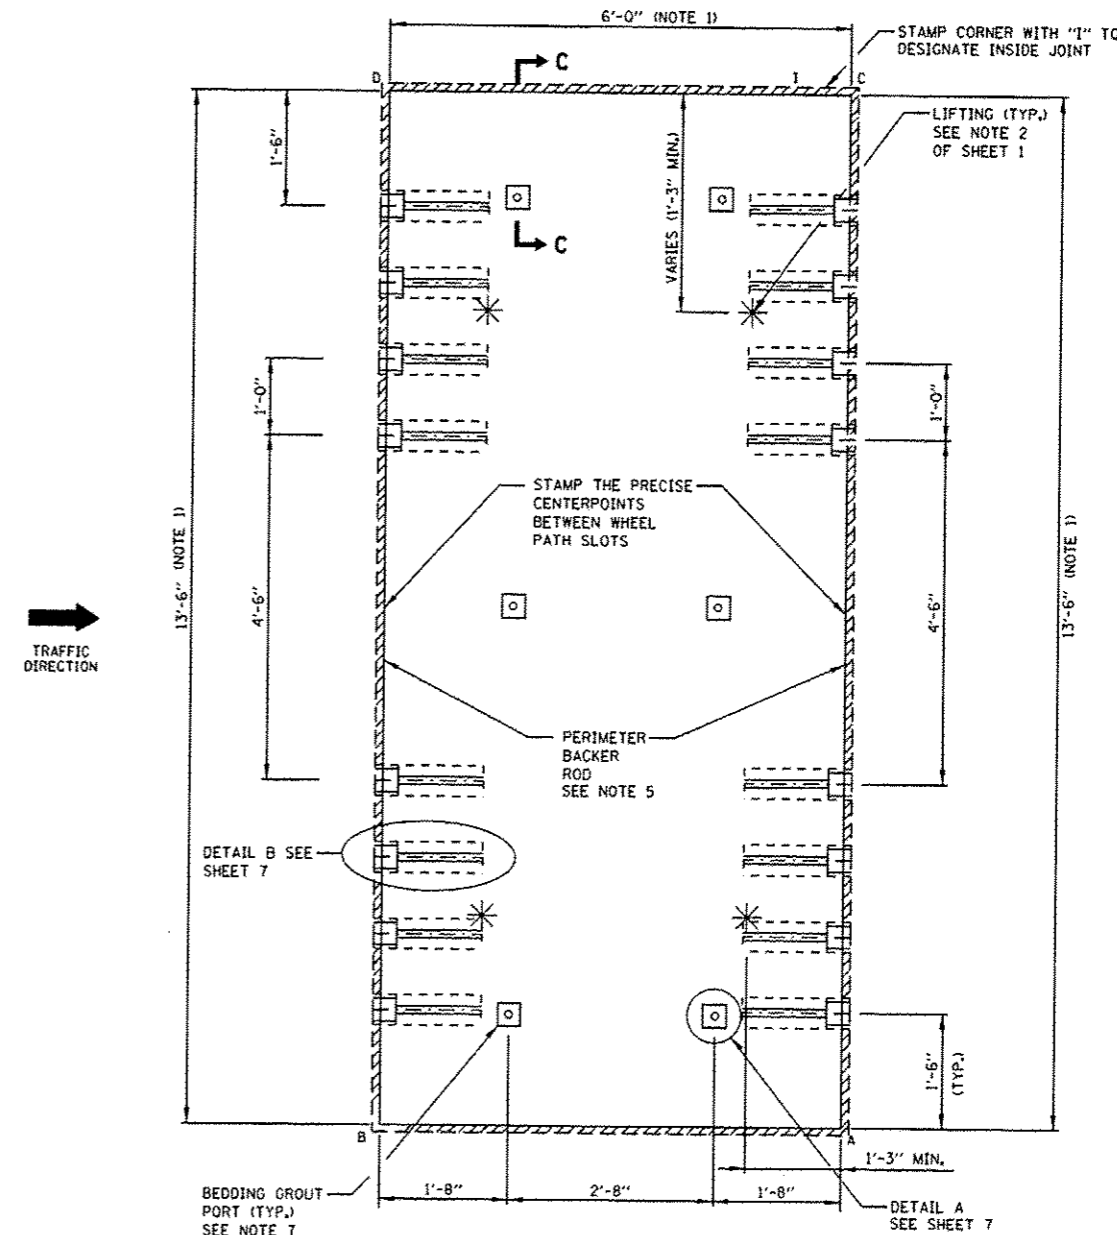 6'-0" (NOTE 1)
STAMP CORNER WITH "I" TO
DESIGNATE INSIDE JOINT
C
D
I
C
LIFTING (TYP.)
SEE NOTE 2
OF SHEET 1
1'-6"
VARIES (1'-3" MIN.)
C
1'-0"
1'-0"
STAMP THE PRECISE
CENTERPOINTS
BETWEEN WHEEL
PATH SLOTS
13'-6" (NOTE 1)
4'-6"
4'-6"
13'-6" (NOTE 1)
TRAFFIC
DIRECTION
PERIMETER
BACKER
ROD
SEE NOTE 5
DETAIL B SEE
SHEET 7
1'-6"
(TYP.)
B
A
1'-3" MIN.
BEDDING GROUT
PORT (TYP.)
SEE NOTE 7
1'-8"
2'-8"
1'-8"
DETAIL A
SEE SHEET 7